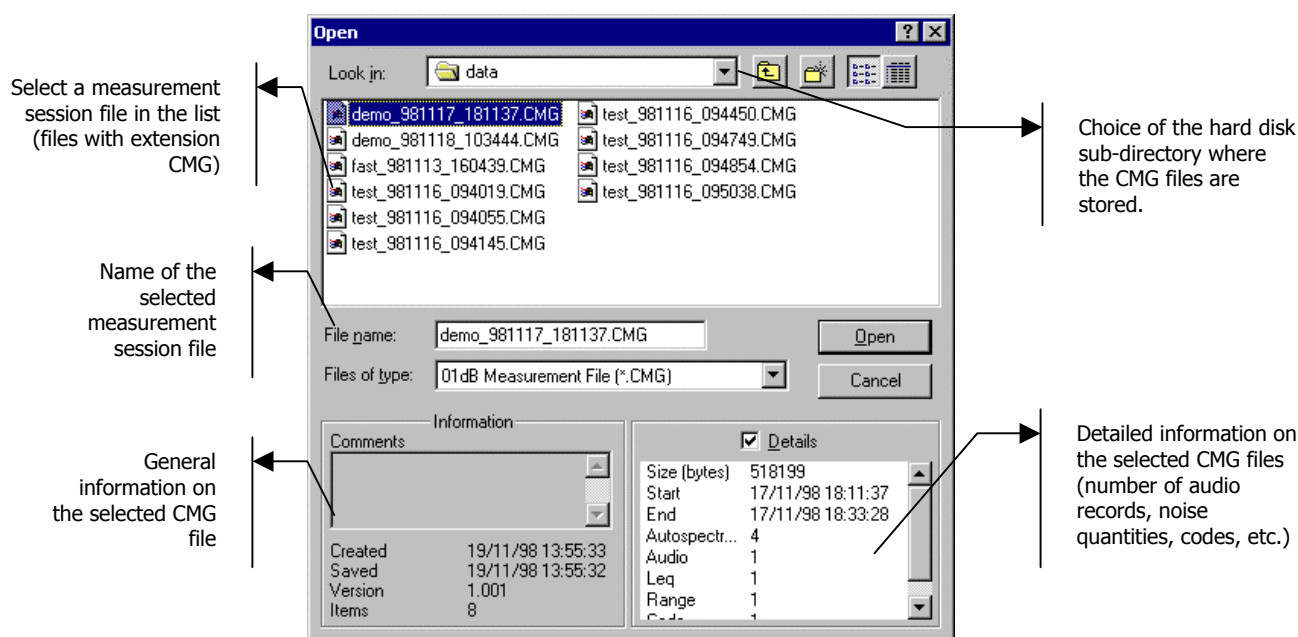 Open
Look in:
data
demo_981117_181137.CMG
demo_981118_103444.CMG
fast_981113_160439.CMG
test_981116_094019.CMG
test_981116_094055.CMG
test_981116_094145.CMG
test_981116_094450.CMG
test_981116_094749.CMG
test_981116_094854.CMG
test_981116_095038.CMG
File name:
demo_981117_181137.CMG
Open
Files of type:
01dB Measurement File (*.CMG)
Cancel
Information
Comments
Created 19/11/98 13:55:33
Saved 19/11/98 13:55:32
Version 1.001
Items 8
Details
Size (bytes) 518199
Start 17/11/98 18:11:37
End 17/11/98 18:33:28
Autospectr... 4
Audio 1
Leq 1
Range 1
Select a measurement
session file in the list
(files with extension
CMG)
Name of the
selected
measurement
session file
General
information on
the selected CMG
file
Choice of the hard disk
sub-directory where
the CMG files are
stored.
Detailed information on
the selected CMG files
(number of audio
records, noise
quantities, codes, etc.)